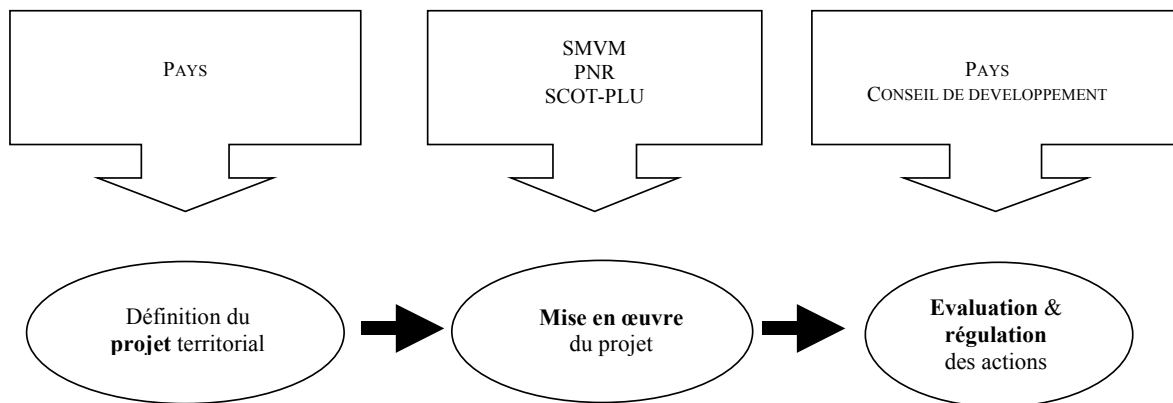 PAYS
SMVM
PNR
SCOT-PLU
PAYS
CONSEIL DE DEVELOPPEMENT
Définition du
projet territorial
Mise en œuvre
du projet
Evaluation &
régulation
des actions